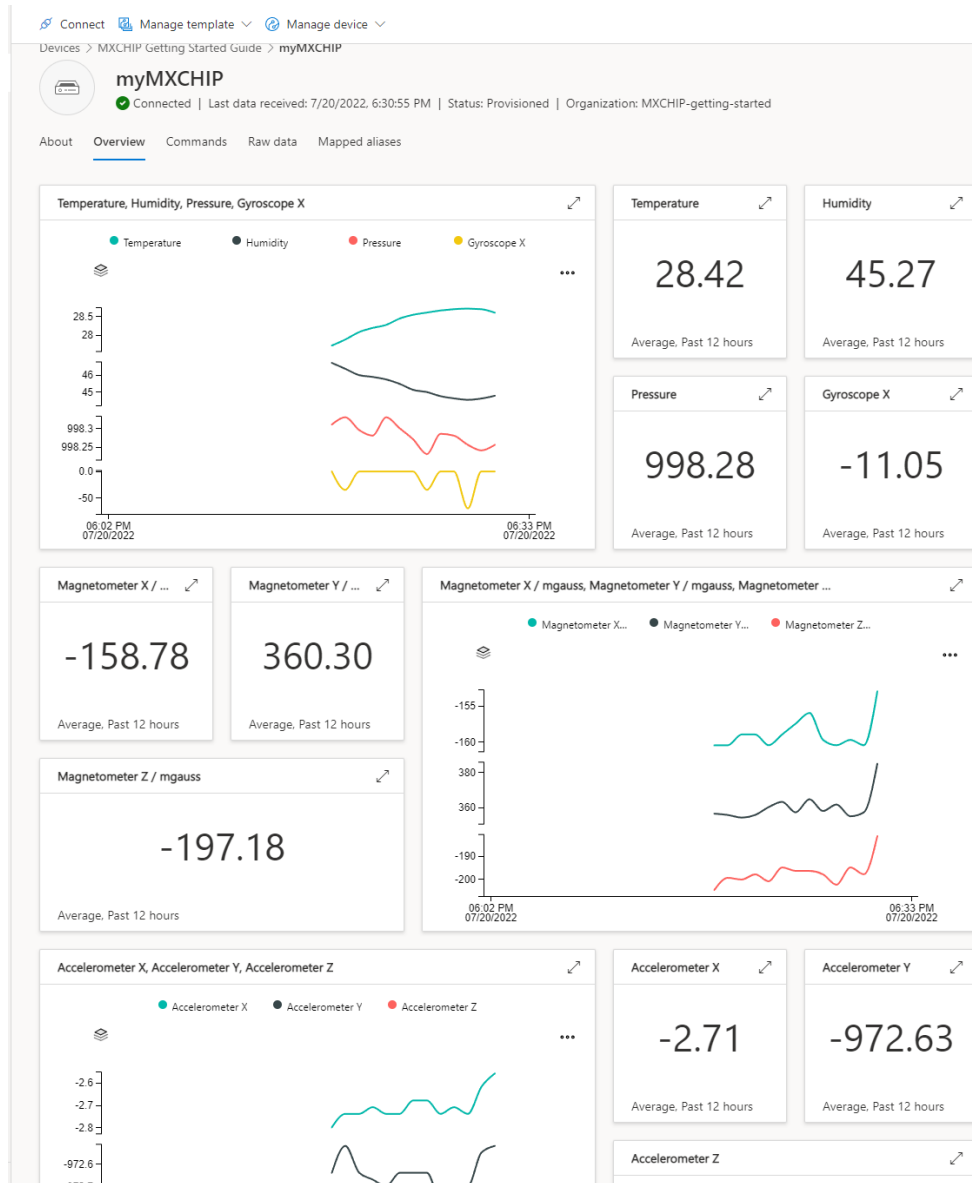 Connect Manage template Manage device
Devices > MXCHIP Getting Started Guide > myMXCHIP
myMXCHIP
Connected | Last data received: 7/20/2022, 6:30:55 PM | Status: Provisioned | Organization: MXCHIP-getting-started
About Overview Commands Raw data Mapped aliases
Temperature, Humidity, Pressure, Gyroscope X
Temperature Humidity Pressure Gyroscope X
28.5
28
46
45
998.3
998.25
0.0
-50
06:02 PM 06:33 PM
07/20/2022 07/20/2022
Temperature
28.42
Average, Past 12 hours
Humidity
45.27
Average, Past 12 hours
Pressure
998.28
Average, Past 12 hours
Gyroscope X
-11.05
Average, Past 12 hours
Magnetometer X / ...
-158.78
Average, Past 12 hours
Magnetometer Y / ...
360.30
Average, Past 12 hours
Magnetometer X / mgauss, Magnetometer Y / mgauss, Magnetometer ...
Magnetometer X... Magnetometer Y... Magnetometer Z...
-155
-160
380
360
-190
-200
06:02 PM 06:33 PM
07/20/2022 07/20/2022
Magnetometer Z / mgauss
-197.18
Average, Past 12 hours
Accelerometer X, Accelerometer Y, Accelerometer Z
Accelerometer X Accelerometer Y Accelerometer Z
-2.6
-2.7
-2.8
-972.6
Accelerometer X
-2.71
Average, Past 12 hours
Accelerometer Y
-972.63
Average, Past 12 hours
Accelerometer Z